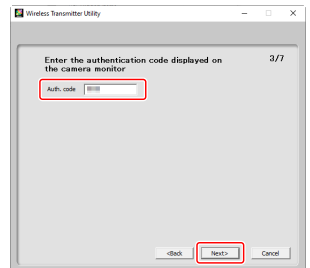 Wireless Transmitter Utility
Enter the authentication code displayed on
the camera monitor
3/7
Auth. code
<Back
Next>
Cancel